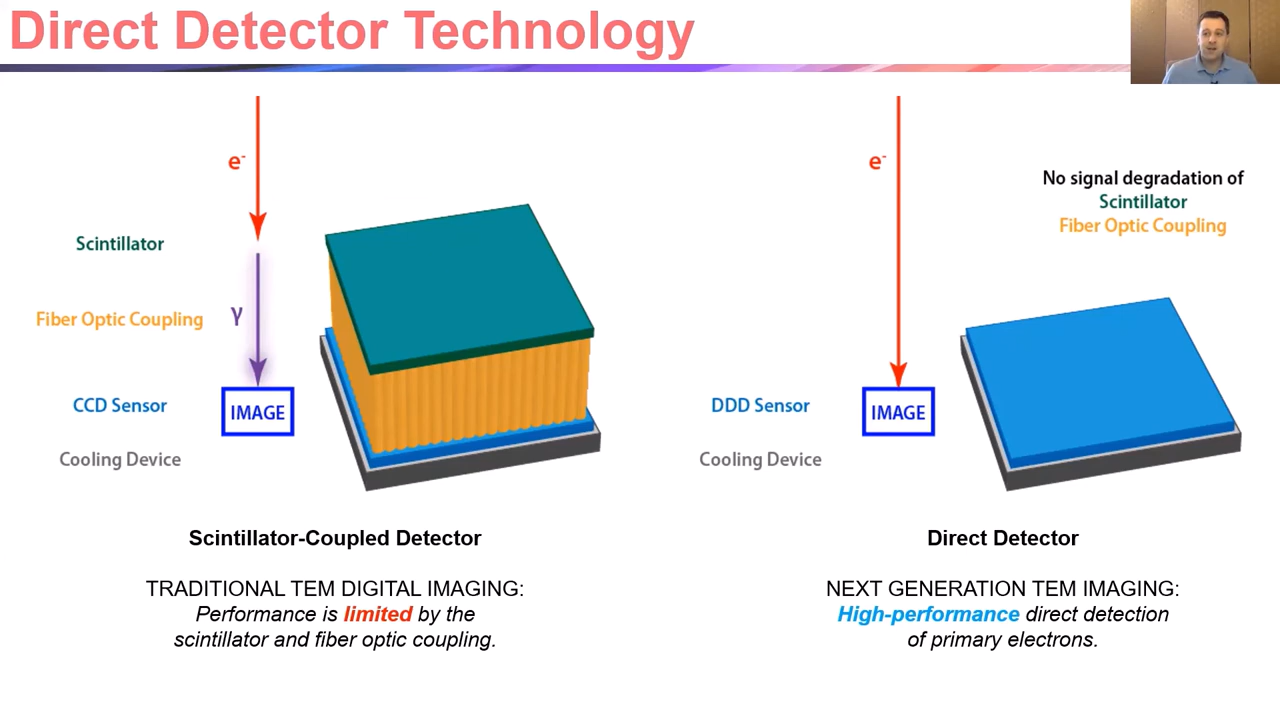 Direct Detector Technology
e-
Scintillator
Fiber Optic Coupling
γ
CCD Sensor
IMAGE
Cooling Device
Scintillator-Coupled Detector
TRADITIONAL TEM DIGITAL IMAGING:
Performance is limited by the
scintillator and fiber optic coupling.
e-
No signal degradation of
Scintillator
Fiber Optic Coupling
DDD Sensor
IMAGE
Cooling Device
Direct Detector
NEXT GENERATION TEM IMAGING:
High-performance direct detection
of primary electrons.